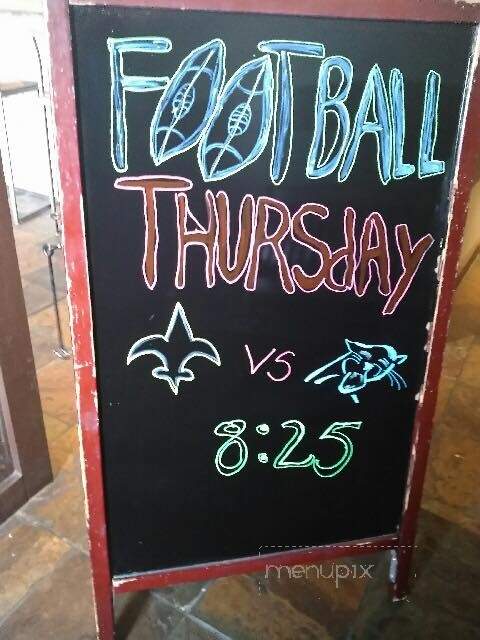 FOOTBALL
THURSdAY
VS
8:25
menupix